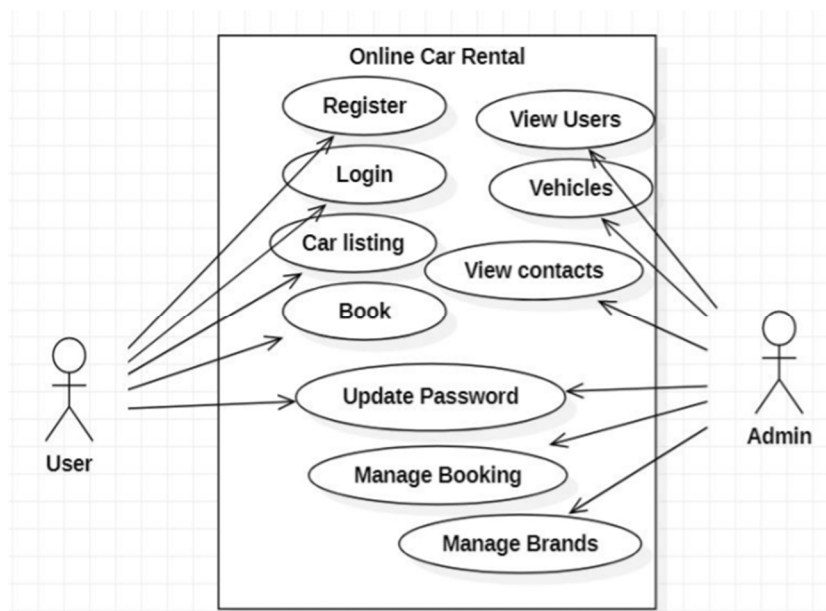 Online Car Rental
Register
View Users
Login
Vehicles
Car listing
View contacts
Book
Update Password
User
Admin
Manage Booking
Manage Brands